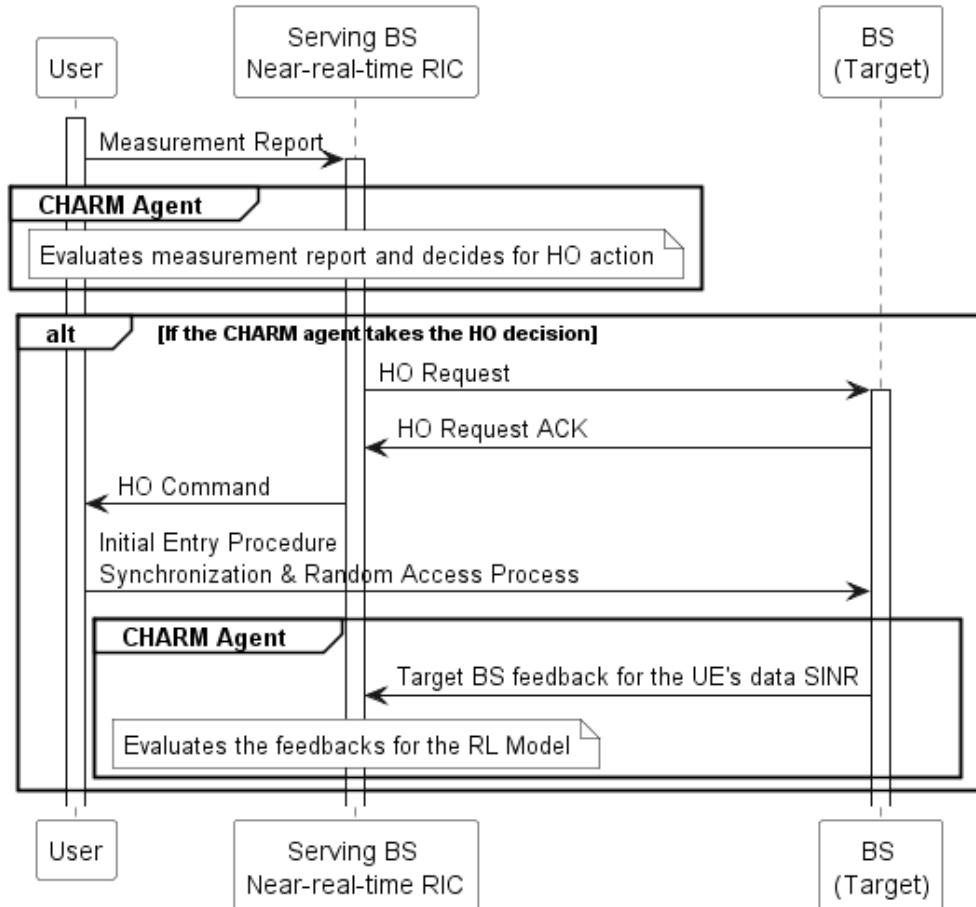 User
Serving BS
Near-real-time RIC
BS
(Target)
Measurement Report
CHARM Agent
Evaluates measurement report and decides for HO action
alt
[If the CHARM agent takes the HO decision]
HO Request
HO Request ACK
HO Command
Initial Entry Procedure
Synchronization & Random Access Process
CHARM Agent
Target BS feedback for the UE's data SINR
Evaluates the feedbacks for the RL Model
User
Serving BS
Near-real-time RIC
BS
(Target)